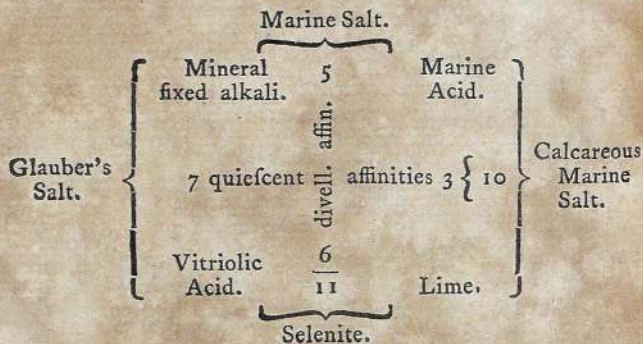 Marine Salt.
Mineral 5 Marine
fixed alkali. Acid.
divell. affin.
Glauber's Calcareous
Salt. 7 quieſcent affinities 3 { 10 Marine
Salt.
Vitriolic 6 Lime.
Acid. 11
Selenite.